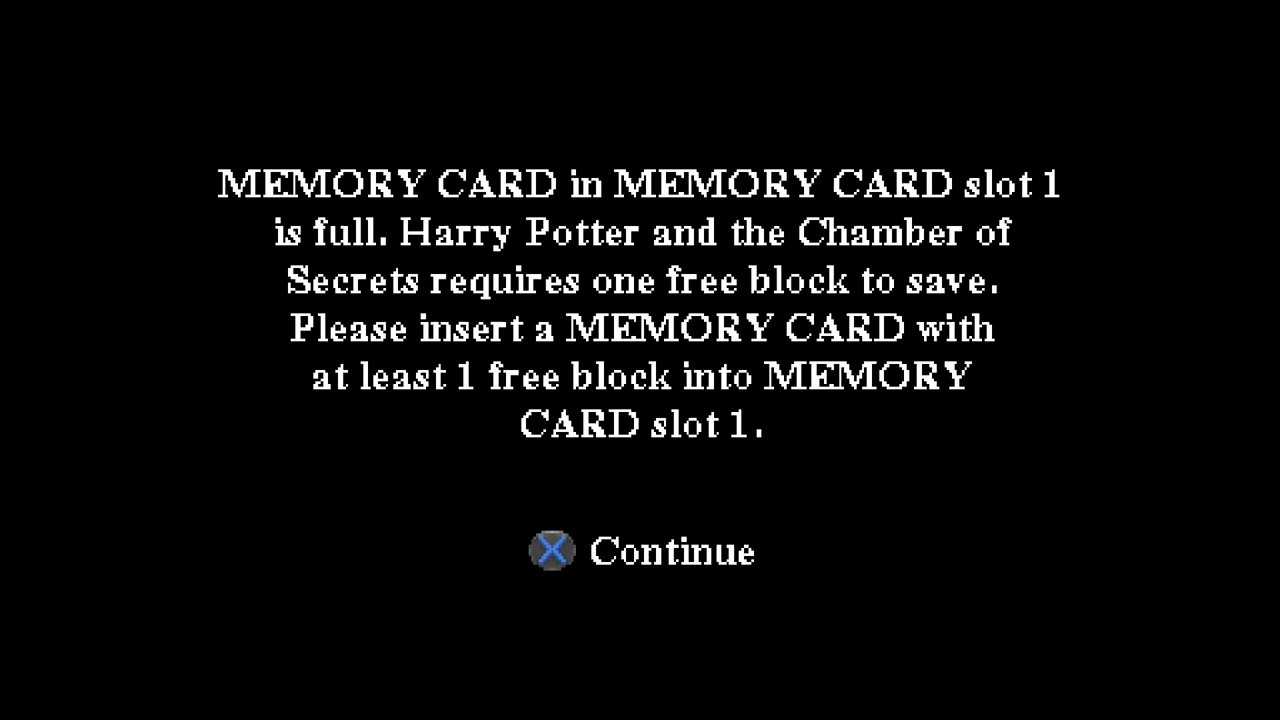 MEMORY CARD in MEMORY CARD slot 1
is full. Harry Potter and the Chamber of
Secrets requires one free block to save.
Please insert a MEMORY CARD with
at least 1 free block into MEMORY
CARD slot 1.
Continue